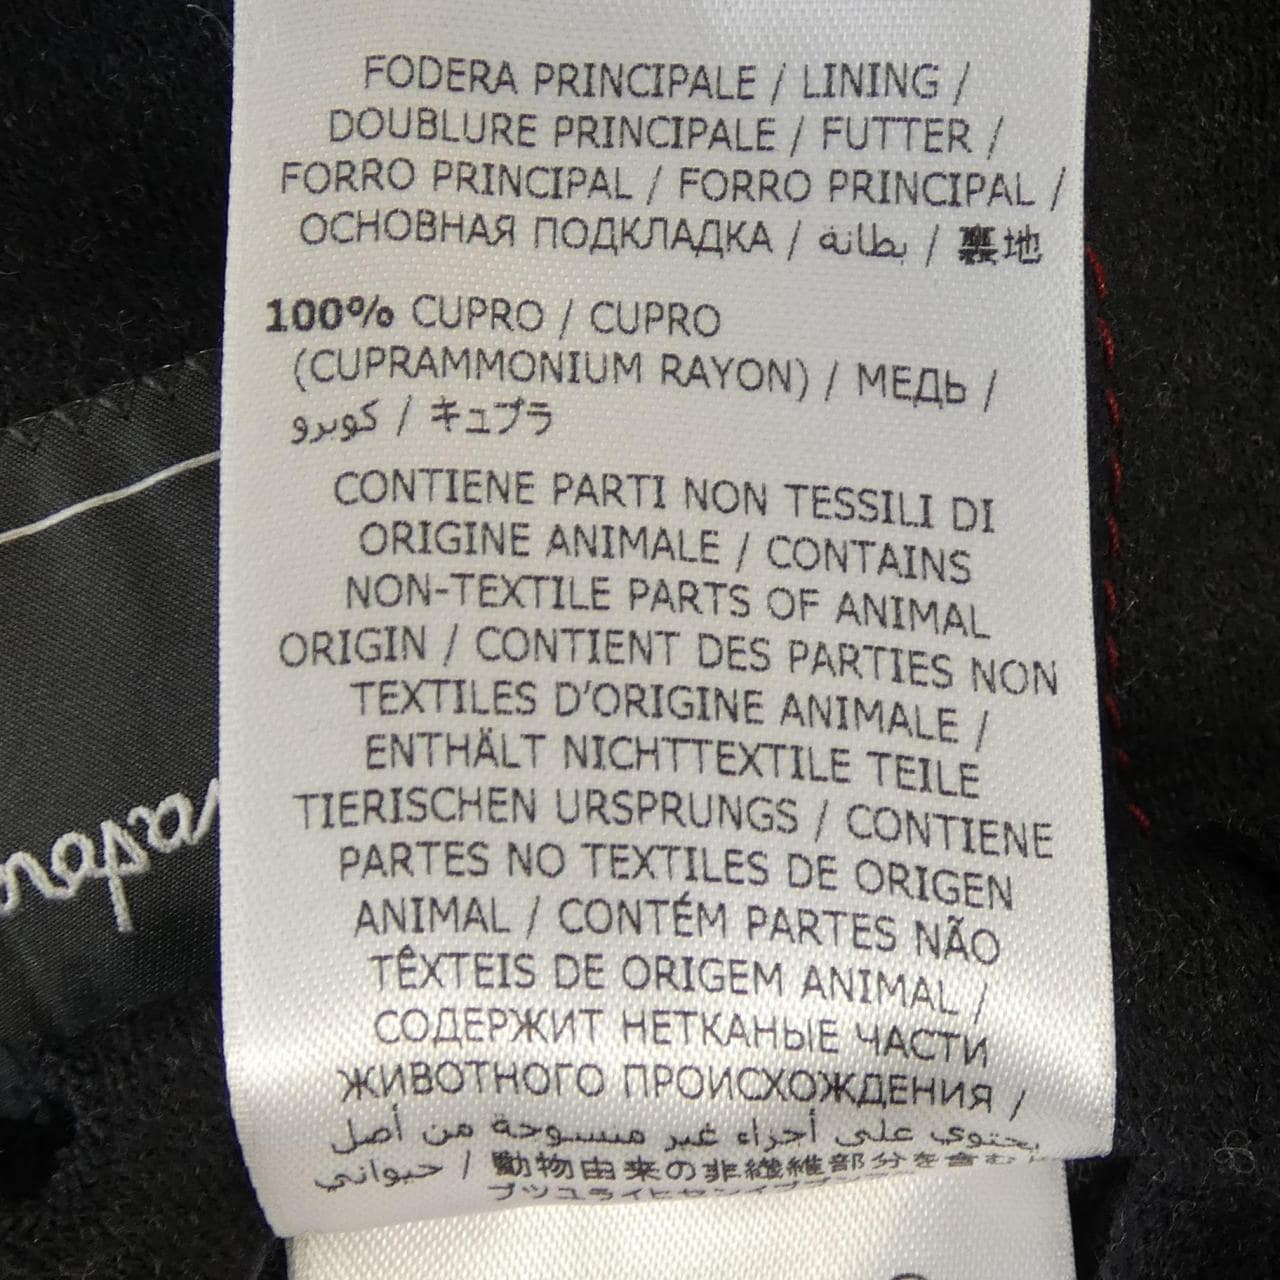 FODERA PRINCIPALE / LINING /
DOUBLURE PRINCIPALE / FUTTER /
FORRO PRINCIPAL / FORRO PRINCIPAL /
ОСНОВНАЯ ПОДКЛАДКА / بطانة / 裏地
100% CUPRO / CUPRO
(CUPRAMMONIUM RAYON) / МЕДЬ /
كوبرو / キュプラ
CONTIENE PARTI NON TESSILI DI
ORIGINE ANIMALE / CONTAINS
NON-TEXTILE PARTS OF ANIMAL
ORIGIN / CONTIENT DES PARTIES NON
TEXTILES D'ORIGINE ANIMALE /
ENTHÄLT NICHTTEXTILE TEILE
TIERISCHEN URSPRUNGS / CONTIENE
PARTES NO TEXTILES DE ORIGEN
ANIMAL / CONTÉM PARTES NÃO
TÊXTEIS DE ORIGEM ANIMAL /
СОДЕРЖИТ НЕТКАНЫЕ ЧАСТИ
ЖИВОТНОГО ПРОИСХОЖДЕНИЯ /
يحتوي على أجزاء غير منسوجة من أصل
حيواني / 動物由来の非繊維部分を含む